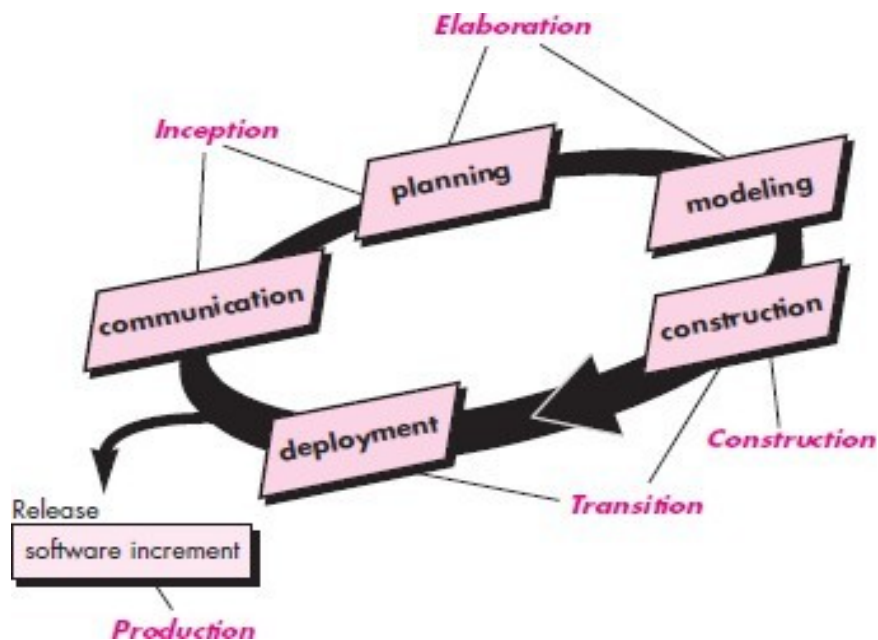 Elaboration
Inception
planning
modeling
communication
construction
deployment
Construction
Transition
Release
software increment
Production